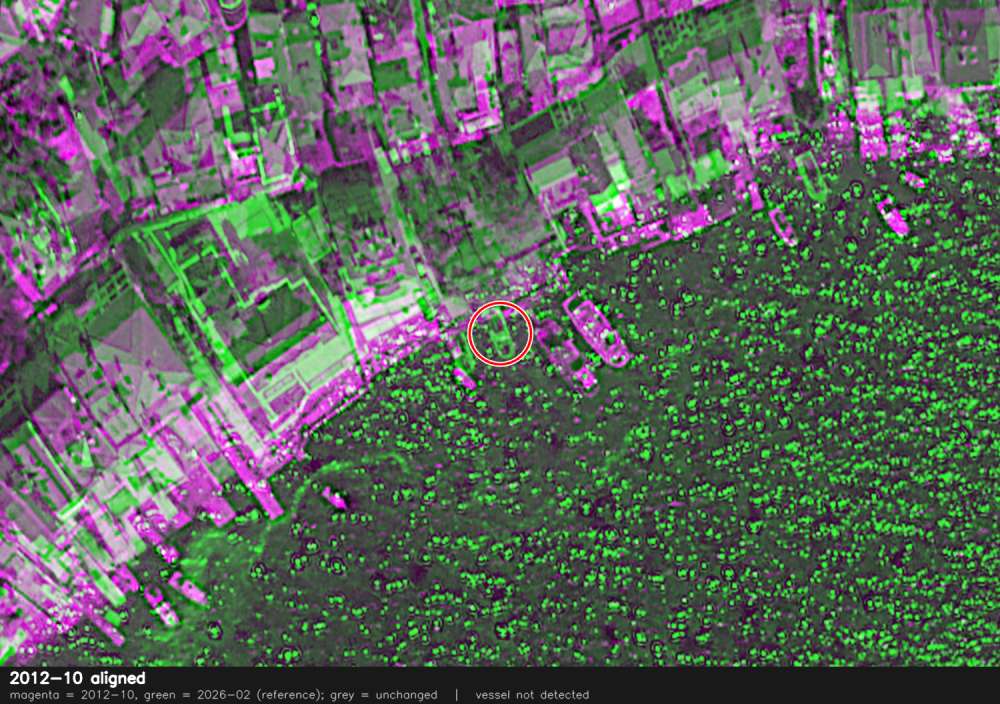 2012-10 aligned
magenta = 2012-10, green = 2026-02 (reference); grey = unchanged | vessel not detected